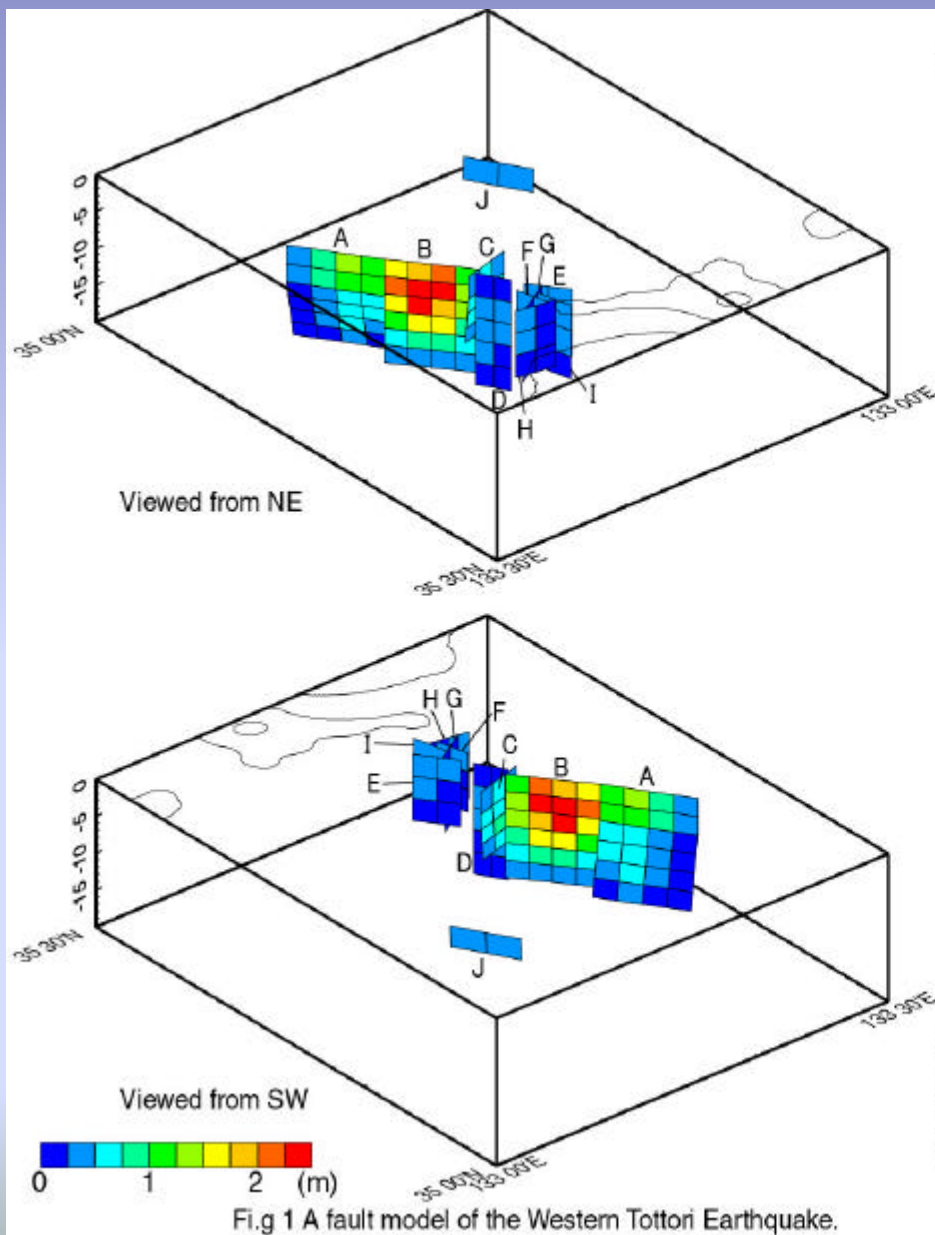 J
A
B
C
F
G
E
0
-5
-10
-15
35 00'N
D
H
I
133 00'E
Viewed from NE
35 30'N
133 30'E
H
G
F
I
C
B
A
E
0
-5
-10
-15
D
35 30'N
J
133 30'E
Viewed from SW
35 00'N
133 00'E
0 1 2 (m)
Fi.g 1 A fault model of the Western Tottori Earthquake.